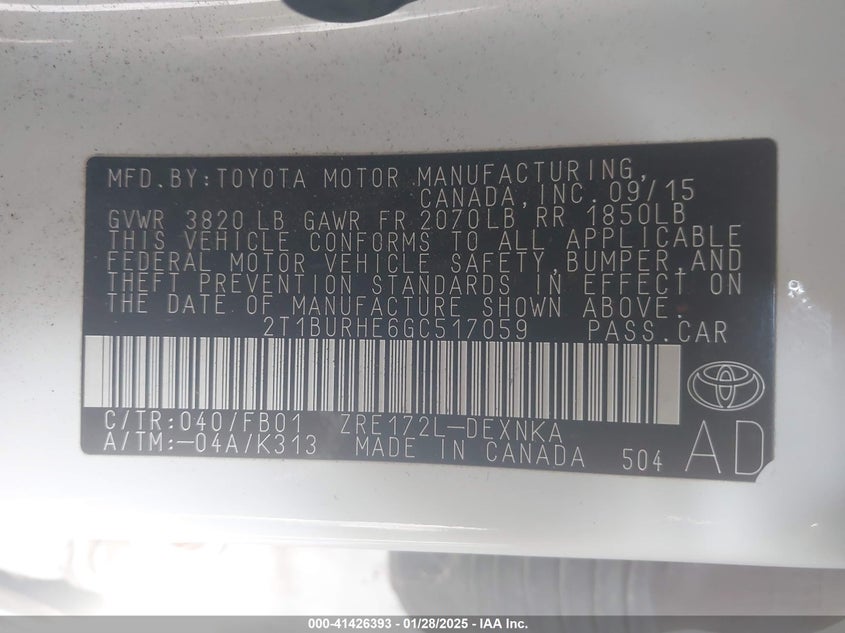 MFD.BY:TOYOTA MOTOR MANUFACTURING,
CANADA,INC. 09/15
GVWR 3820 LB GAWR FR 2070LB RR 1850LB
THIS VEHICLE CONFORMS TO ALL APPLICABLE
FEDERAL MOTOR VEHICLE SAFETY,BUMPER,AND
THEFT PREVENTION STANDARDS IN EFFECT ON
THE DATE OF MANUFACTURE SHOWN ABOVE.
2T1BURHE6GC517059 PASS.CAR
C/TR:040/FB01 ZRE172L-DEXNKA
A/TM:-04A/K313 MADE IN CANADA 504 AD
000-41426393 - 01/28/2025 - IAA Inc.